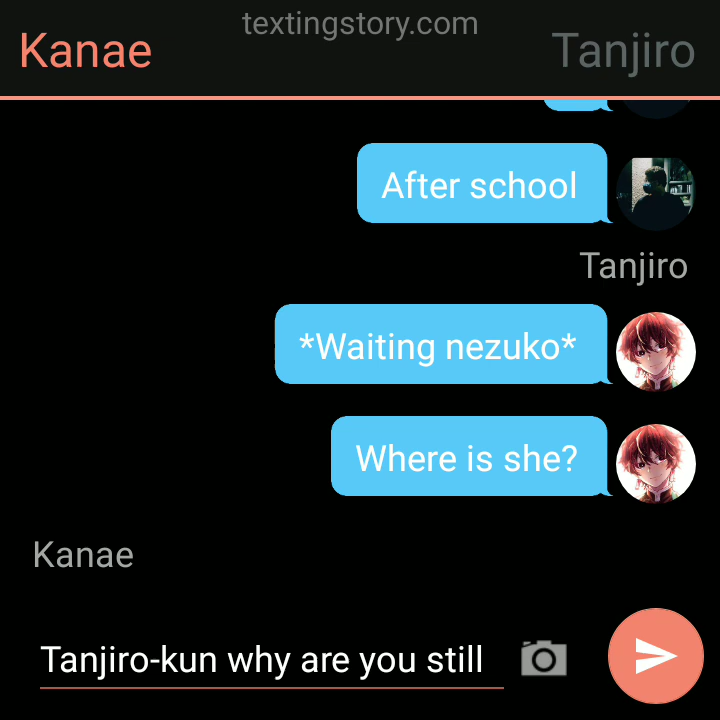 textingstory.com
Kanae
Tanjiro
After school
Tanjiro
*Waiting nezuko*
Where is she?
Kanae
Tanjiro-kun why are you still